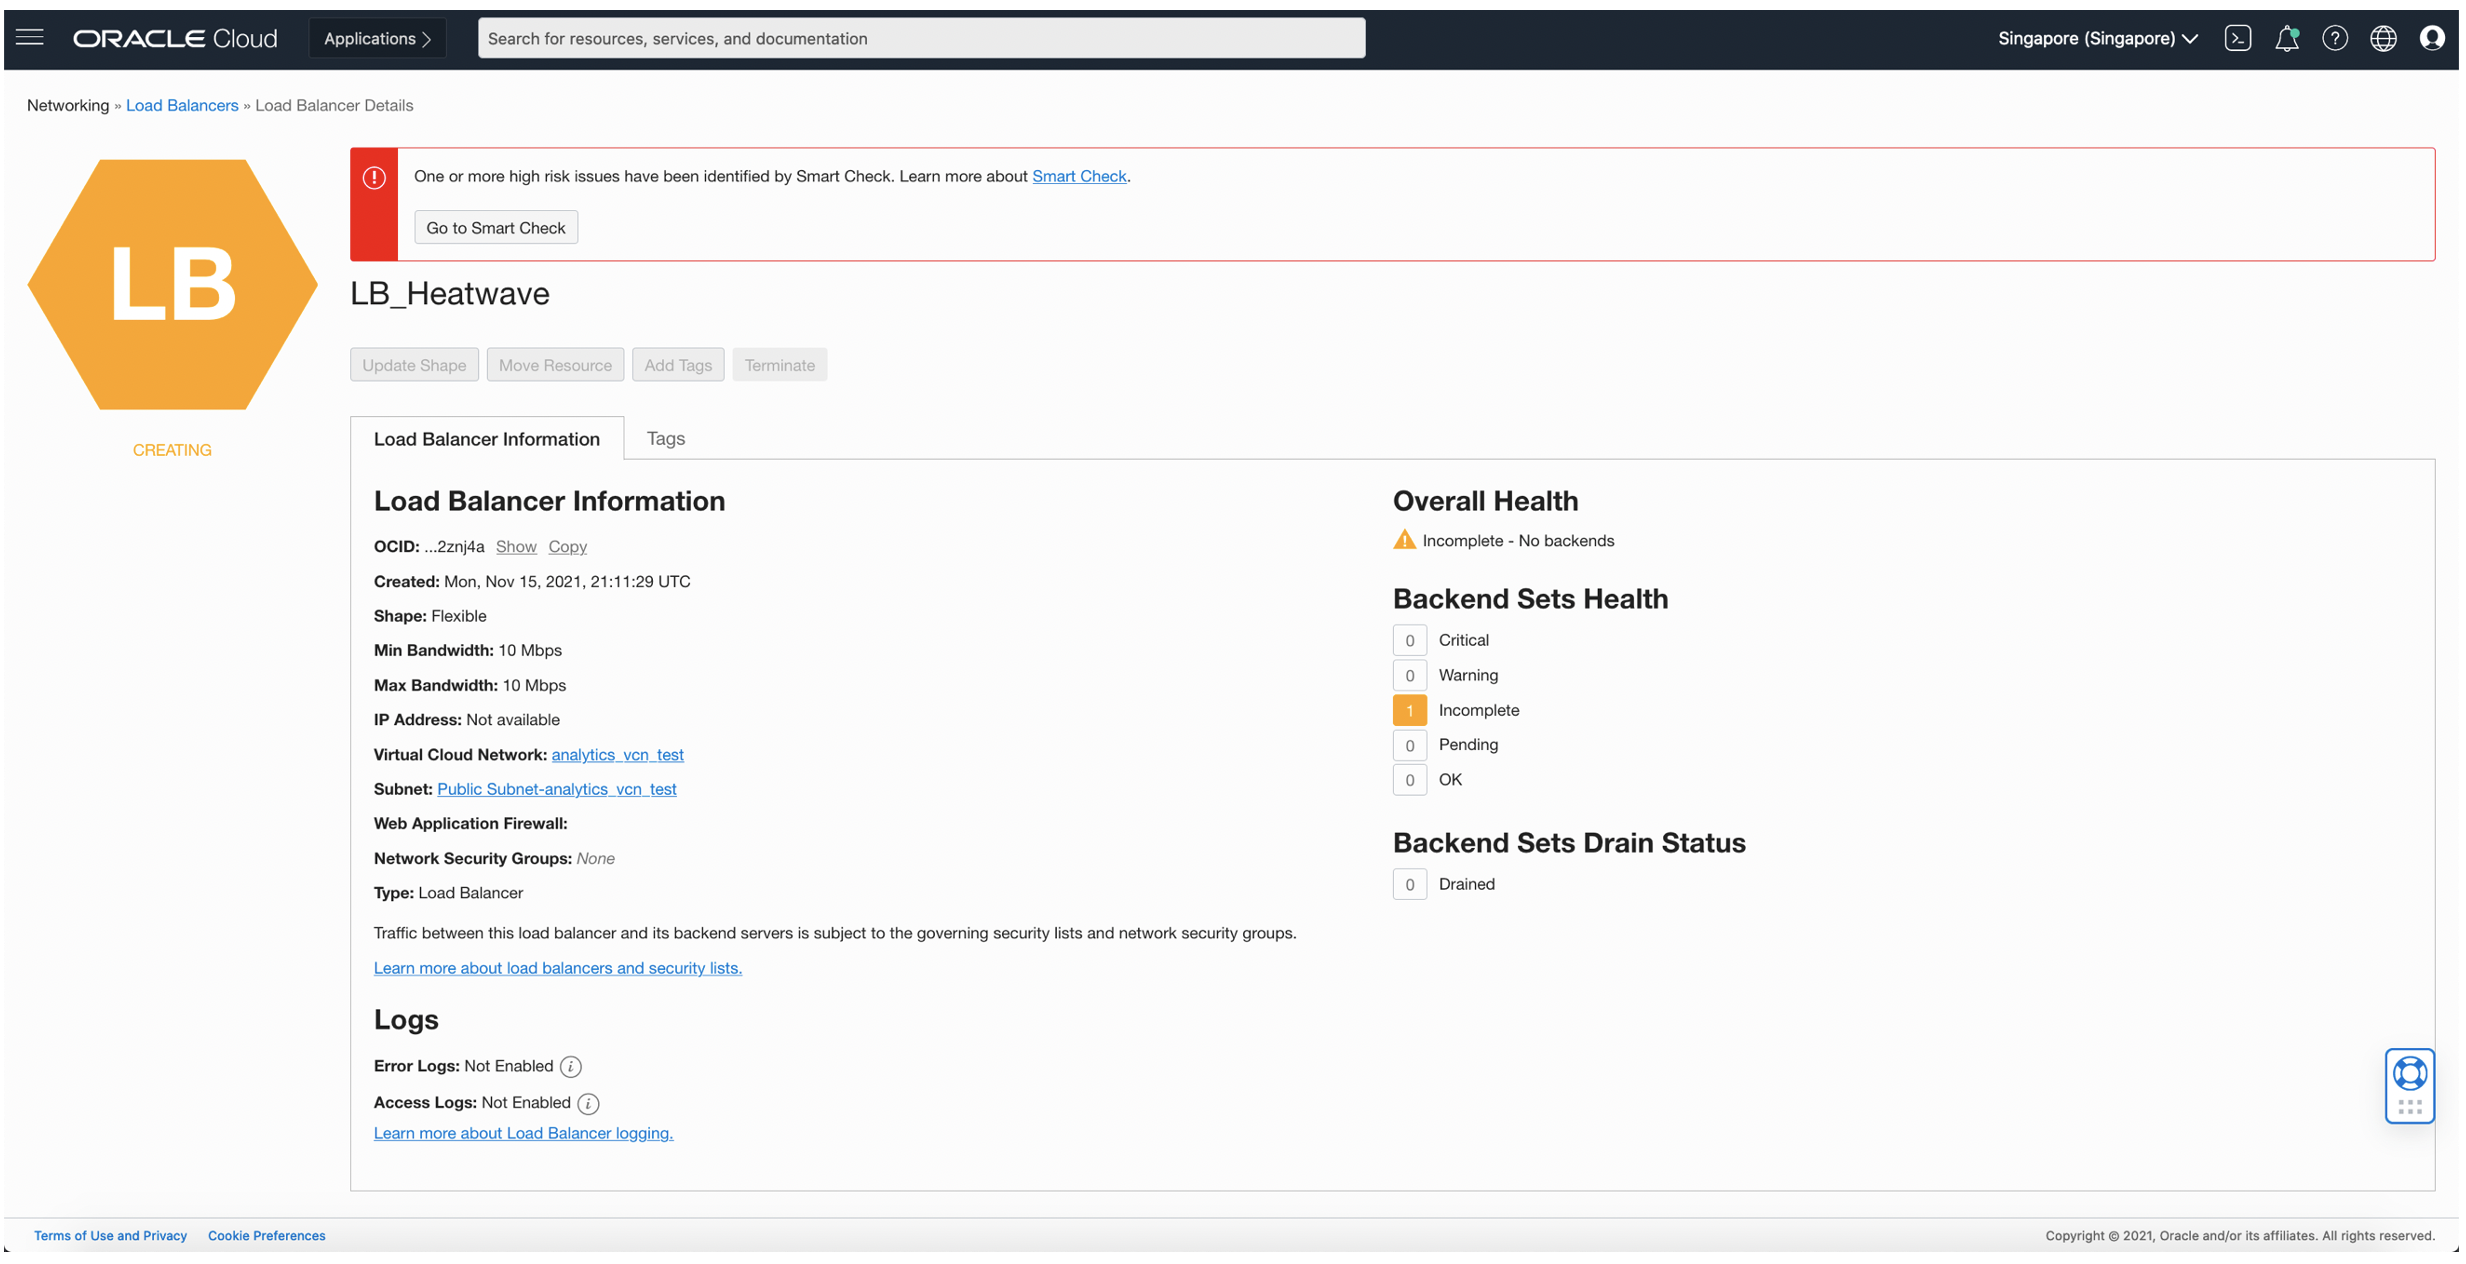 ORACLE Cloud
Applications
Search for resources, services, and documentation
Singapore (Singapore)
Networking » Load Balancers » Load Balancer Details
LB
CREATING
One or more high risk issues have been identified by Smart Check. Learn more about Smart Check.
Go to Smart Check
LB_Heatwave
Update Shape
Move Resource
Add Tags
Terminate
Load Balancer Information
Tags
Load Balancer Information
OCID: ...2znj4a Show Copy
Created: Mon, Nov 15, 2021, 21:11:29 UTC
Shape: Flexible
Min Bandwidth: 10 Mbps
Max Bandwidth: 10 Mbps
IP Address: Not available
Virtual Cloud Network: analytics_vcn_test
Subnet: Public Subnet-analytics_vcn_test
Web Application Firewall:
Network Security Groups: None
Type: Load Balancer
Traffic between this load balancer and its backend servers is subject to the governing security lists and network security groups.
Learn more about load balancers and security lists.
Logs
Error Logs: Not Enabled
Access Logs: Not Enabled
Learn more about Load Balancer logging.
Overall Health
Incomplete - No backends
Backend Sets Health
0 Critical
0 Warning
1 Incomplete
0 Pending
0 OK
Backend Sets Drain Status
0 Drained
Terms of Use and Privacy
Cookie Preferences
Copyright © 2021, Oracle and/or its affiliates. All rights reserved.